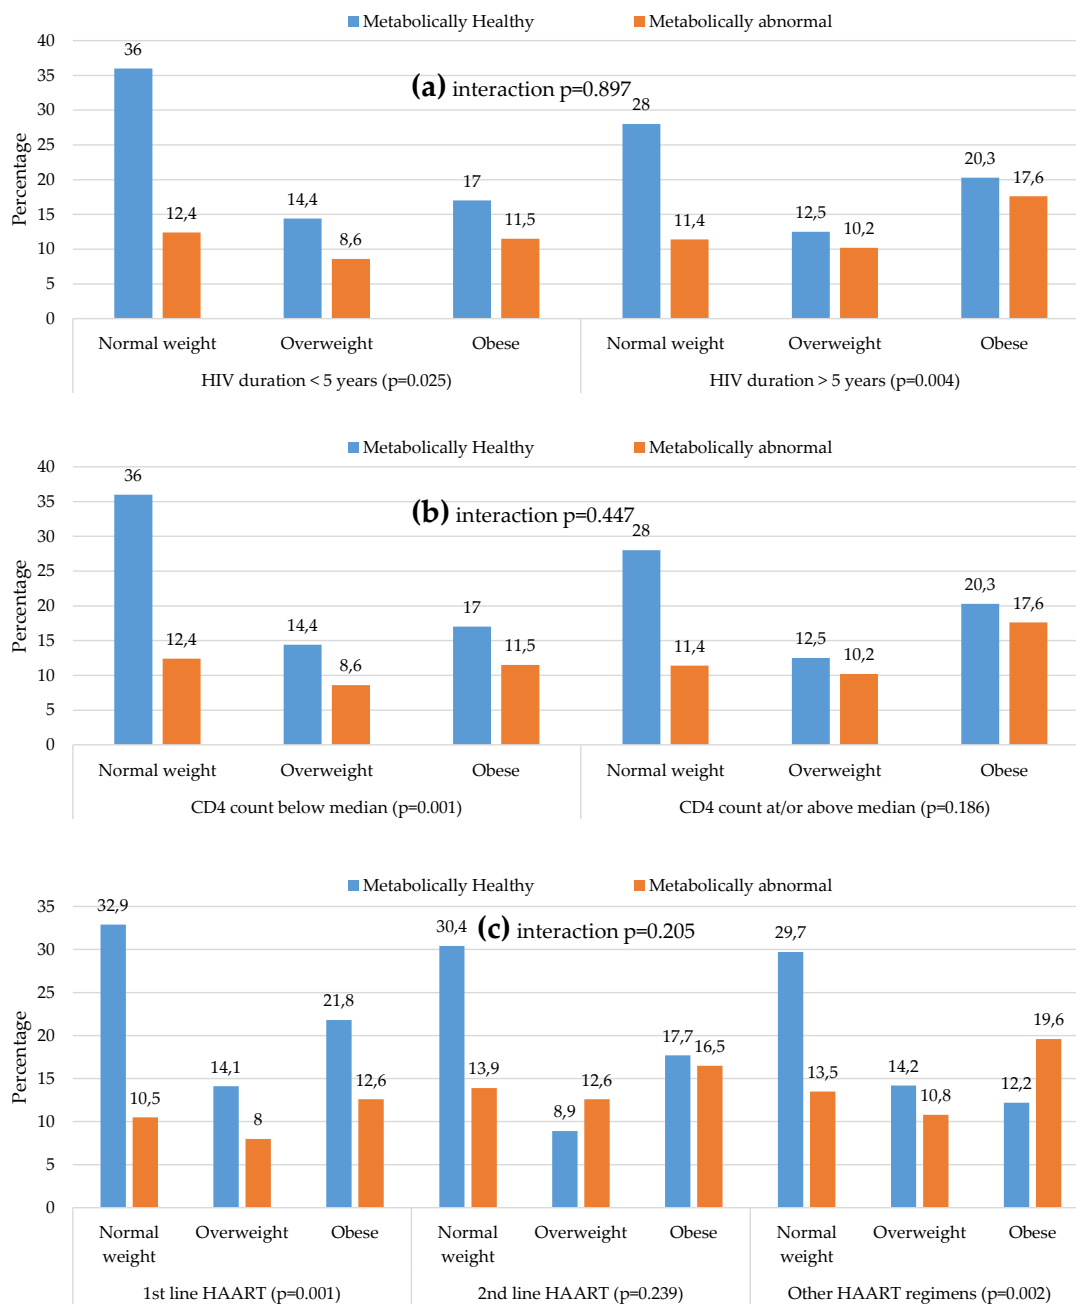 Metabolically Healthy Metabolically abnormal
(a) interaction p=0.897
Percentage
40
35
30
25
20
15
10
5
0
36 12,4 14,4 8,6 17 11,5 28 11,4 12,5 10,2 20,3 17,6
Normal weight Overweight Obese Normal weight Overweight Obese
HIV duration < 5 years (p=0.025) HIV duration > 5 years (p=0.004)
Metabolically Healthy Metabolically abnormal
(b) interaction p=0.447
Percentage
40
35
30
25
20
15
10
5
0
36 12,4 14,4 8,6 17 11,5 28 11,4 12,5 10,2 20,3 17,6
Normal weight Overweight Obese Normal weight Overweight Obese
CD4 count below median (p=0.001) CD4 count at/or above median (p=0.186)
Metabolically Healthy Metabolically abnormal
(c) interaction p=0.205
Percentage
35
30
25
20
15
10
5
0
32,9 10,5 14,1 8 21,8 12,6 30,4 13,9 8,9 12,6 17,7 16,5 29,7 13,5 14,2 10,8 12,2 19,6
Normal weight Overweight Obese Normal weight Overweight Obese Normal weight Overweight Obese
1st line HAART (p=0.001) 2nd line HAART (p=0.239) Other HAART regimens (p=0.002)